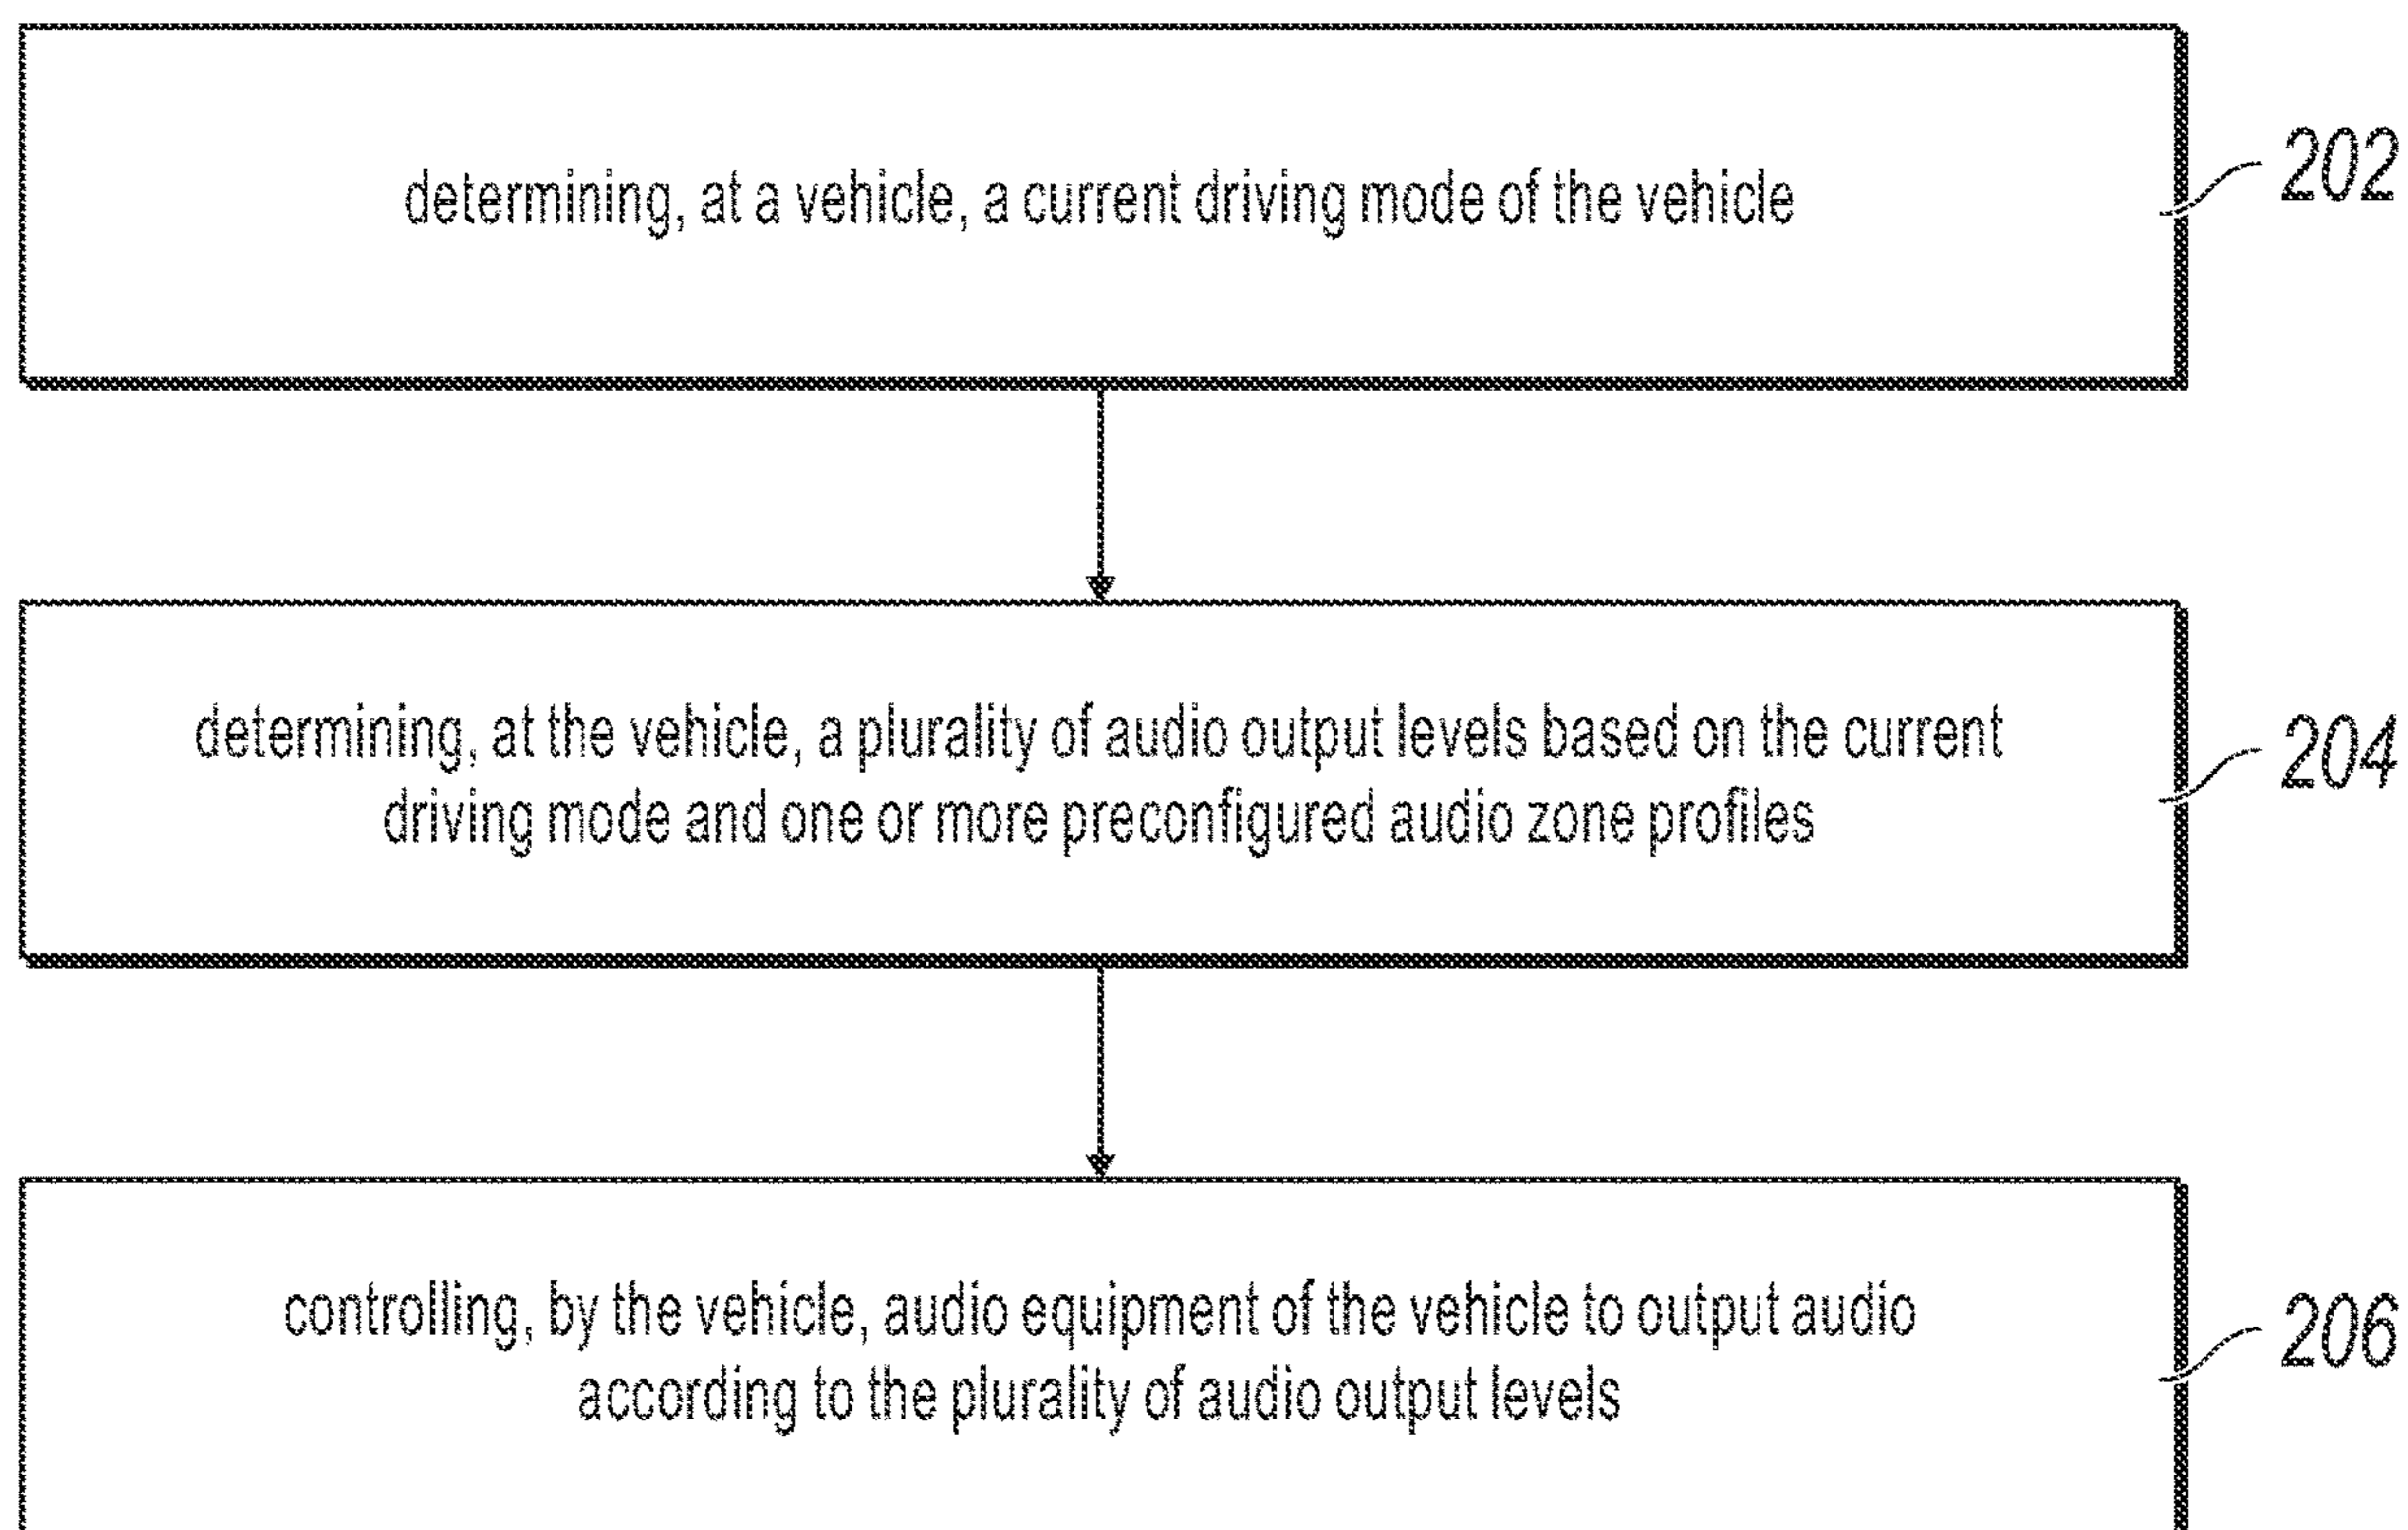 determining, at a vehicle, a current driving mode of the vehicle
202
determining, at the vehicle, a plurality of audio output levels based on the current
driving mode and one or more preconfigured audio zone profiles
204
controlling, by the vehicle, audio equipment of the vehicle to output audio
according to the plurality of audio output levels
206